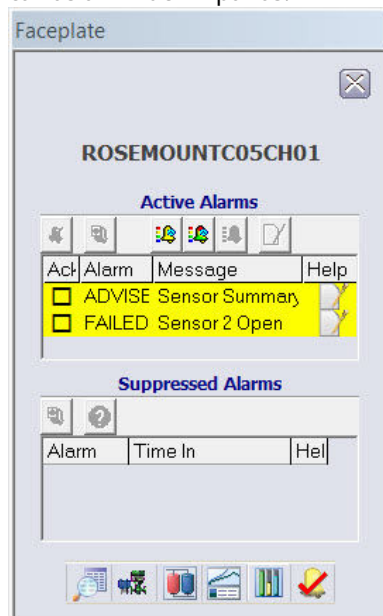 Faceplate
ROSEMOUNTC05CH01
Active Alarms
Ack Alarm Message Help
ADVISE Sensor Summary
FAILED Sensor 2 Open
Suppressed Alarms
Alarm Time In Hel